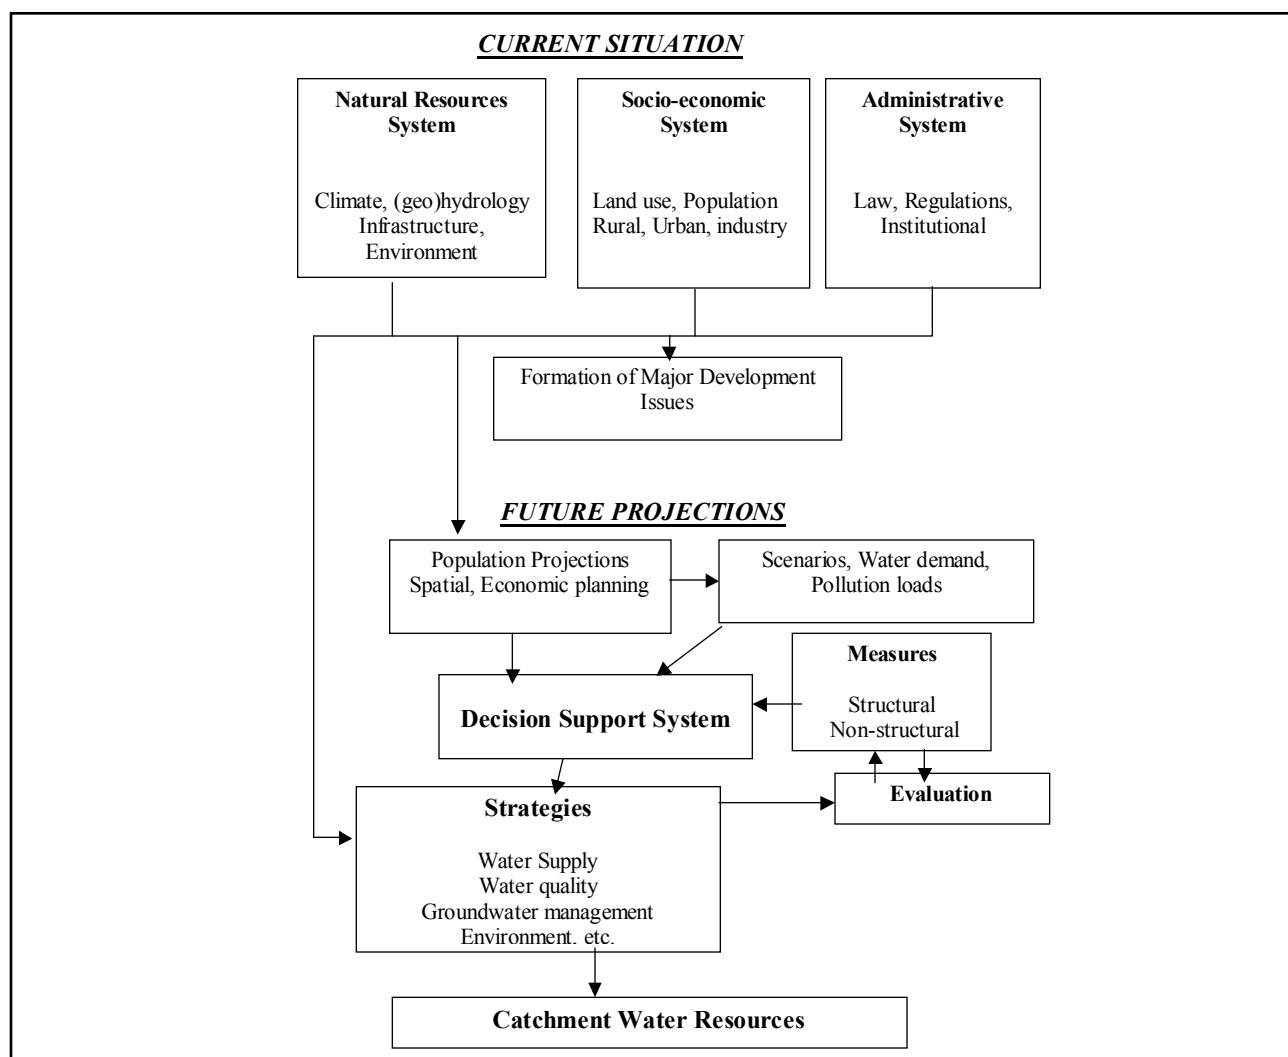 CURRENT SITUATION
Natural Resources
System
Climate, (geo)hydrology
Infrastructure,
Environment
Socio-economic
System
Land use, Population
Rural, Urban, industry
Administrative
System
Law, Regulations,
Institutional
Formation of Major Development
Issues
FUTURE PROJECTIONS
Population Projections
Spatial, Economic planning
Scenarios, Water demand,
Pollution loads
Measures
Structural
Non-structural
Decision Support System
Evaluation
Strategies
Water Supply
Water quality
Groundwater management
Environment. etc.
Catchment Water Resources